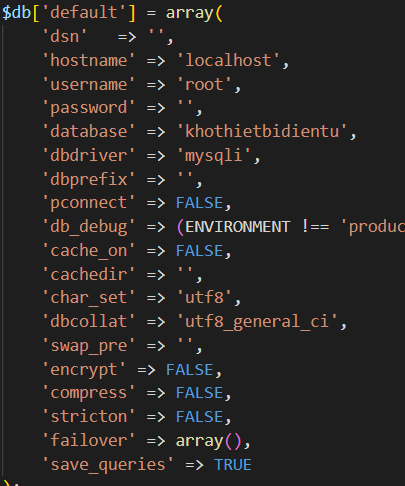 $db['default'] = array(
'dsn'   => '',
'hostname' => 'localhost',
'username' => 'root',
'password' => '',
'database' => 'khothietbidientu',
'dbdriver' => 'mysqli',
'dbprefix' => '',
'pconnect' => FALSE,
'db_debug' => (ENVIRONMENT !== 'produc
'cache_on' => FALSE,
'cachedir' => '',
'char_set' => 'utf8',
'dbcollat' => 'utf8_general_ci',
'swap_pre' => '',
'encrypt' => FALSE,
'compress' => FALSE,
'stricton' => FALSE,
'failover' => array(),
'save_queries' => TRUE
);